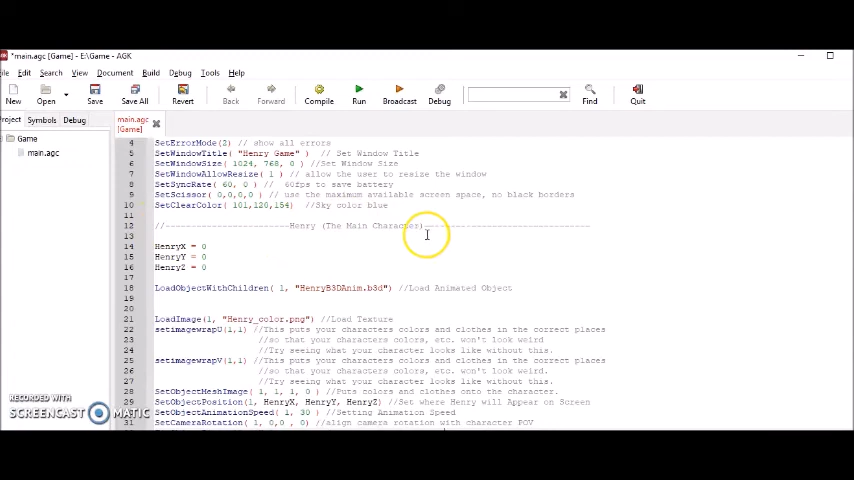 *main.agc [Game] - E:\Game - AGK
ile Edit Search View Document Build Debug Tools Help
New Open Save Save All Revert Back Forward Compile Run Broadcast Debug Find Quit
Project Symbols Debug main.agc
[Game]
Game
main.agc
4 SetErrorMode(2) // show all errors
5 SetWindowTitle( "Henry Game" ) // Set Window Title
6 SetWindowSize( 1024, 768, 0 ) //Set Window Size
7 SetWindowAllowResize( 1 ) // allow the user to resize the window
8 SetSyncRate( 60, 0 ) // 60fps to save battery
9 SetScissor( 0,0,0,0 ) // use the maximum available screen space, no black borders
10 SetClearColor( 101,120,154) //Sky color blue
11
12 //------------------------Henry (The Main Character)--------------------------------
13
14 HenryX = 0
15 HenryY = 0
16 HenryZ = 0
17
18 LoadObjectWithChildren( 1, "HenryB3DAnim.b3d") //Load Animated Object
19
20
21 LoadImage(1, "Henry_color.png") //Load Texture
22 setimagewrapU(1,1) //This puts your characters colors and clothes in the correct places
23 //so that your characters colors, etc. won't look weird
24 //Try seeing what your character looks like without this.
25 setimagewrapV(1,1) //This puts your characters colors and clothes in the correct places
26 //so that your characters colors, etc. won't look weird.
27 //Try seeing what your character looks like without this.
28 SetObjectMeshImage( 1, 1, 1, 0 ) //Puts colors and clothes onto the character.
29 SetObjectPosition(1, HenryX, HenryY, HenryZ) //Set where Henry will Appear on Screen
30 SetObjectAnimationSpeed( 1, 30 ) //Setting Animation Speed
31 SetCameraRotation( 1, 0,0 , 0) //align camera rotation with character POV
RECORDED WITH
SCREENCAST MATIC